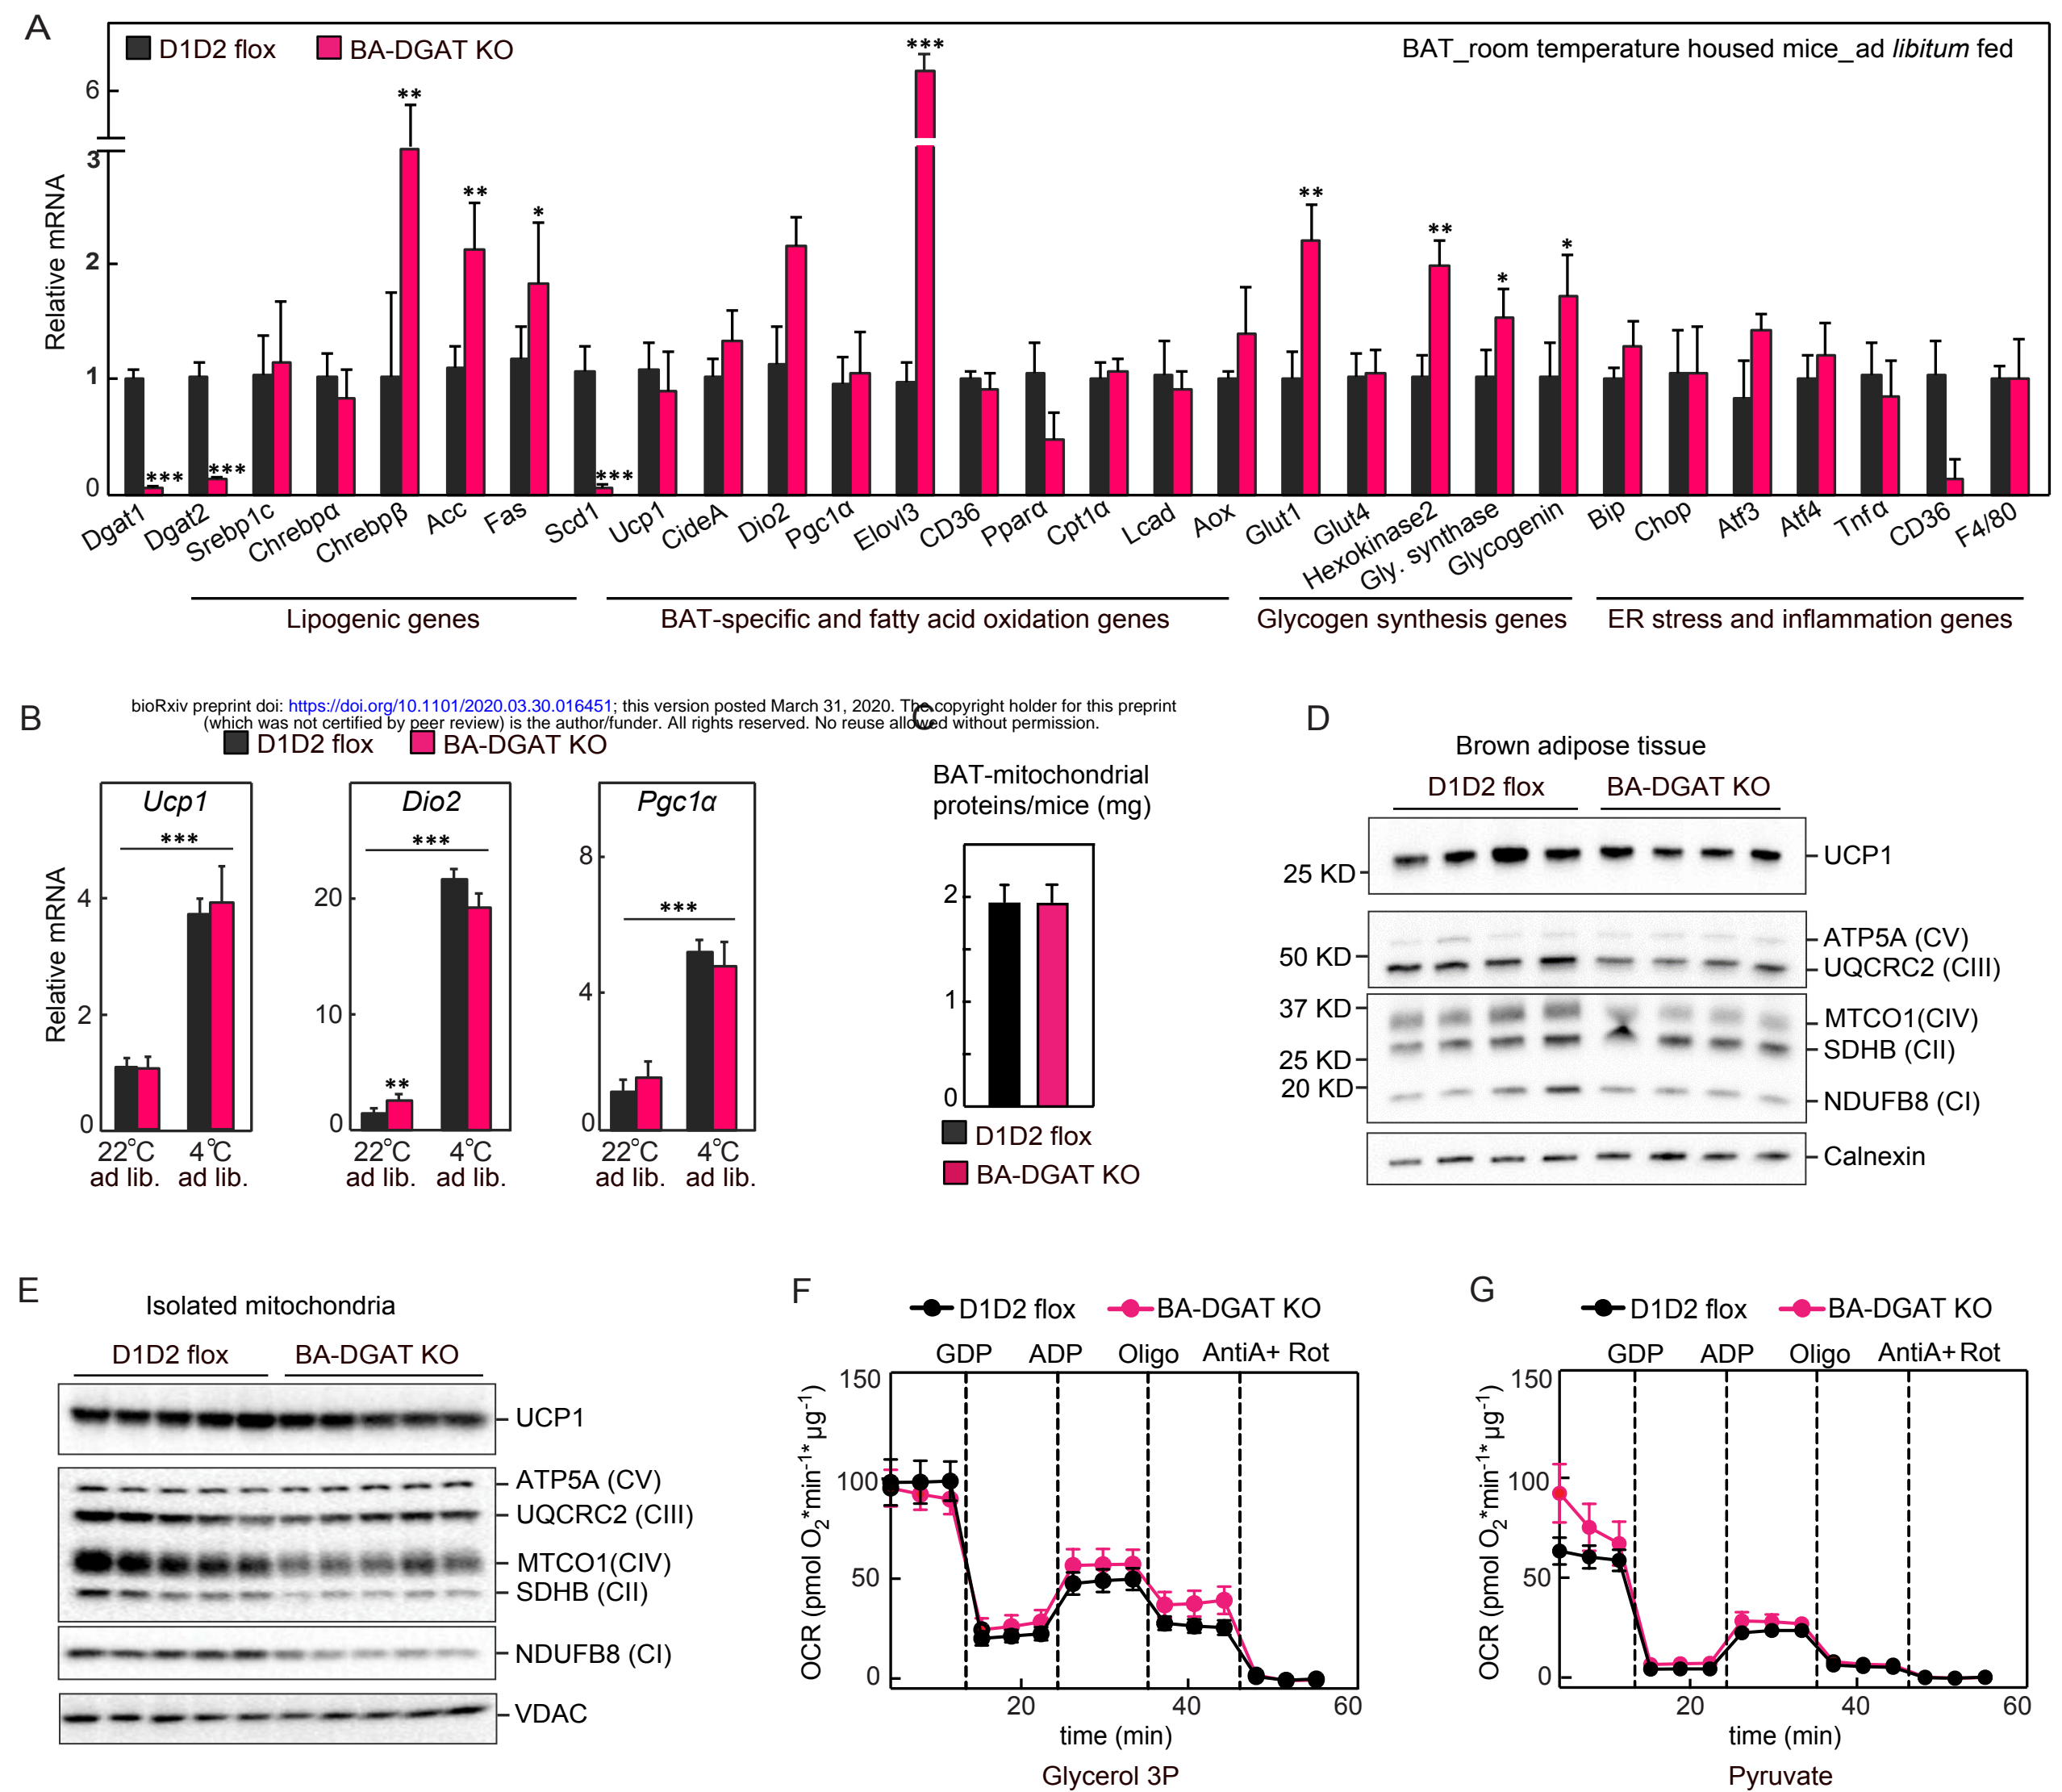 A
D1D2 flox
BA-DGAT KO
BAT_room temperature housed mice_ad libitum fed
Relative mRNA
6
3
2
1
0
***
***
**
**
*
***
***
**
**
*
*
Dgat1
Dgat2
Srebp1c
Chrebpα
Chrebpβ
Acc
Fas
Scd1
Ucp1
CideA
Dio2
Pgc1α
Elovl3
CD36
Pparα
Cpt1α
Lcad
Aox
Glut1
Glut4
Hexokinase2
Gly. synthase
Glycogenin
Bip
Chop
Atf3
Atf4
Tnfα
CD36
F4/80
Lipogenic genes
BAT-specific and fatty acid oxidation genes
Glycogen synthesis genes
ER stress and inflammation genes
bioRxiv preprint doi: https://doi.org/10.1101/2020.03.30.016451; this version posted March 31, 2020. The copyright holder for this preprint
(which was not certified by peer review) is the author/funder. All rights reserved. No reuse allowed without permission.
B
D1D2 flox
BA-DGAT KO
Relative mRNA
Ucp1
***
4
2
0
22°C
ad lib.
4°C
ad lib.
Dio2
***
20
10
0
**
22°C
ad lib.
4°C
ad lib.
Pgc1α
8
***
4
0
22°C
ad lib.
4°C
ad lib.
C
BAT-mitochondrial
proteins/mice (mg)
2
1
0
D1D2 flox
BA-DGAT KO
D
Brown adipose tissue
D1D2 flox
BA-DGAT KO
25 KD
UCP1
50 KD
ATP5A (CV)
UQCRC2 (CIII)
37 KD
25 KD
20 KD
MTCO1(CIV)
SDHB (CII)
NDUFB8 (CI)
Calnexin
E
Isolated mitochondria
D1D2 flox
BA-DGAT KO
UCP1
ATP5A (CV)
UQCRC2 (CIII)
MTCO1(CIV)
SDHB (CII)
NDUFB8 (CI)
VDAC
F
D1D2 flox
BA-DGAT KO
GDP
ADP
Oligo
AntiA+ Rot
OCR (pmol O₂*min⁻¹*µg⁻¹)
150
100
50
0
20
40
60
time (min)
Glycerol 3P
G
D1D2 flox
BA-DGAT KO
GDP
ADP
Oligo
AntiA+Rot
OCR (pmol O₂*min⁻¹*µg⁻¹)
150
100
50
0
20
40
60
time (min)
Pyruvate